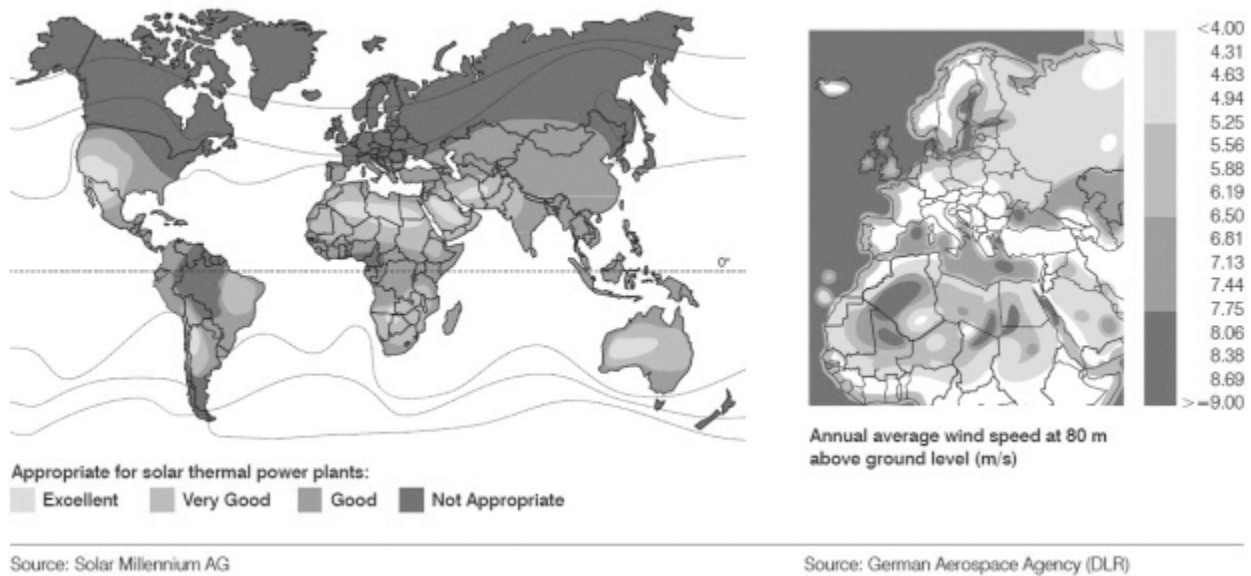 0°
Appropriate for solar thermal power plants:
Excellent
Very Good
Good
Not Appropriate
Source: Solar Millennium AG
<4.00
4.31
4.63
4.94
5.25
5.56
5.88
6.19
6.50
6.81
7.13
7.44
7.75
8.06
8.38
8.69
>=9.00
Annual average wind speed at 80 m
above ground level (m/s)
Source: German Aerospace Agency (DLR)